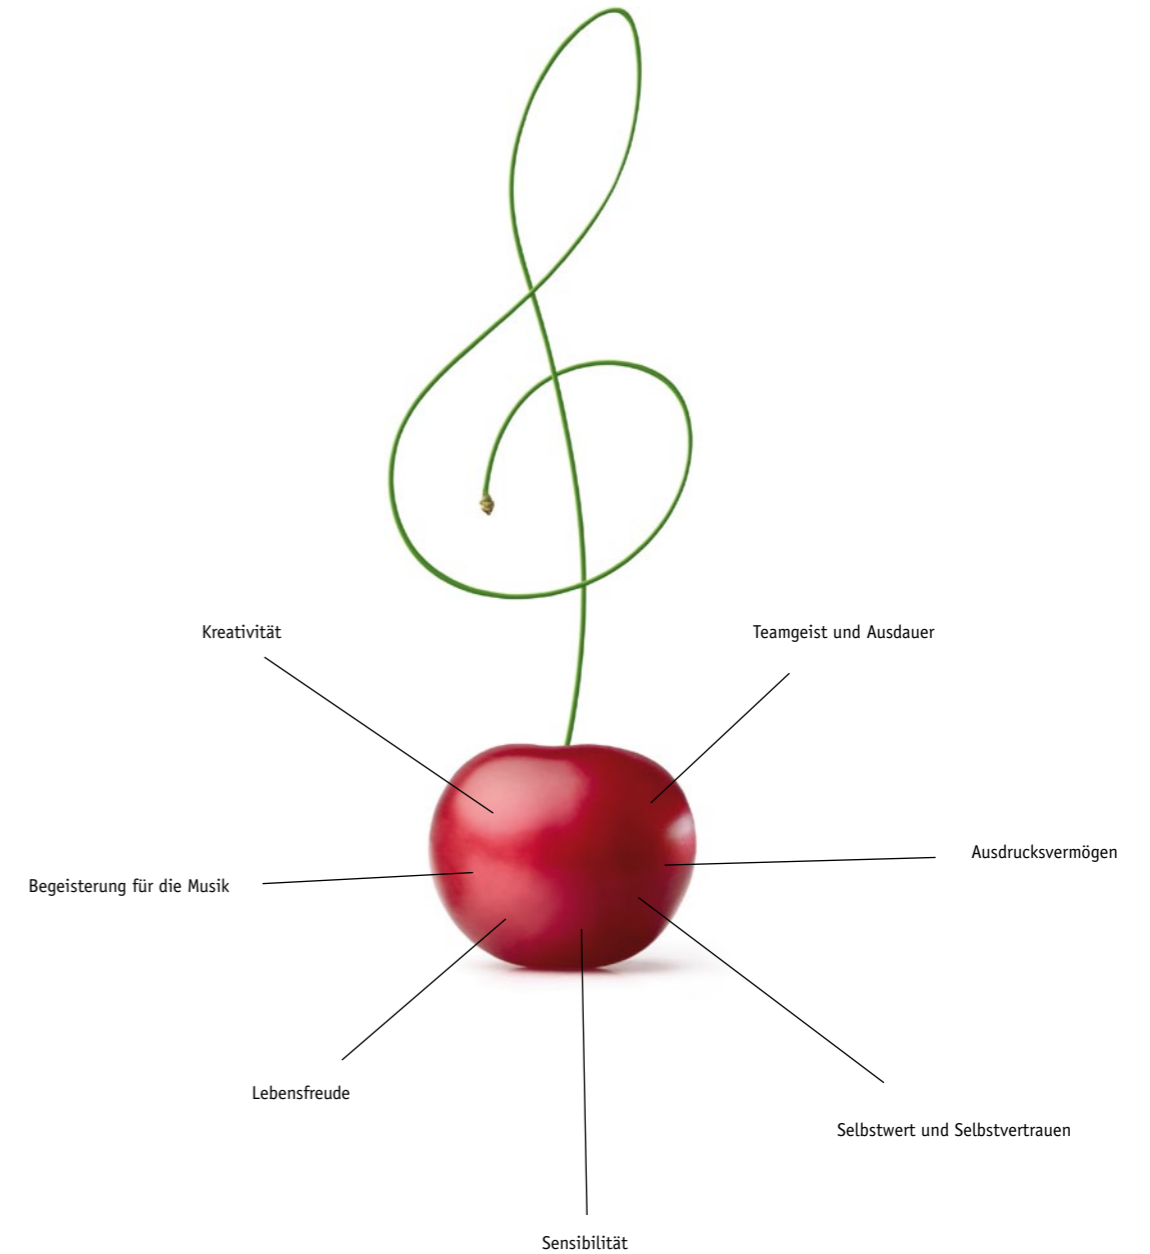 Kreativität
Teamgeist und Ausdauer
Ausdrucksvermögen
Begeisterung für die Musik
Lebensfreude
Selbstwert und Selbstvertrauen
Sensibilität